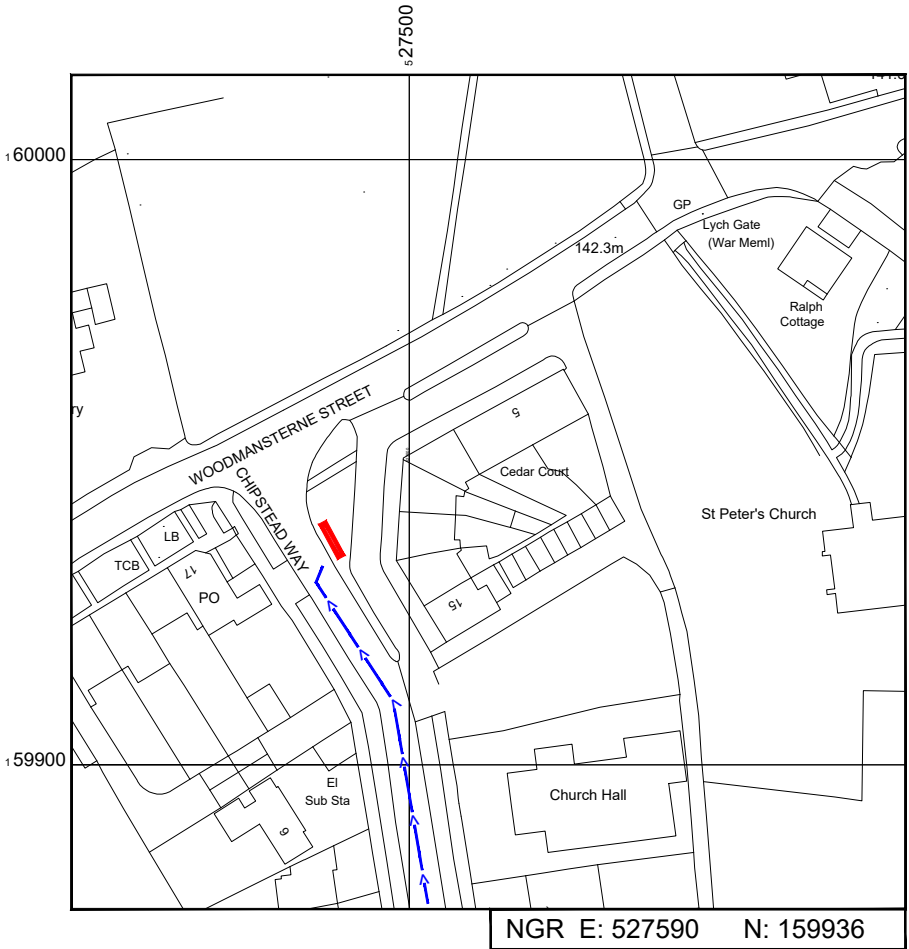 527500
160000
GP
Lych Gate
(War Meml)
142.3m
Ralph
Cottage
ry
WOODMANSTERNE STREET
5
Cedar Court
CHIPSTEAD WAY
St Peter's Church
LB
TCB
17
PO
15
159900
El
Sub Sta
Church Hall
9
NGR E: 527590 N: 159936